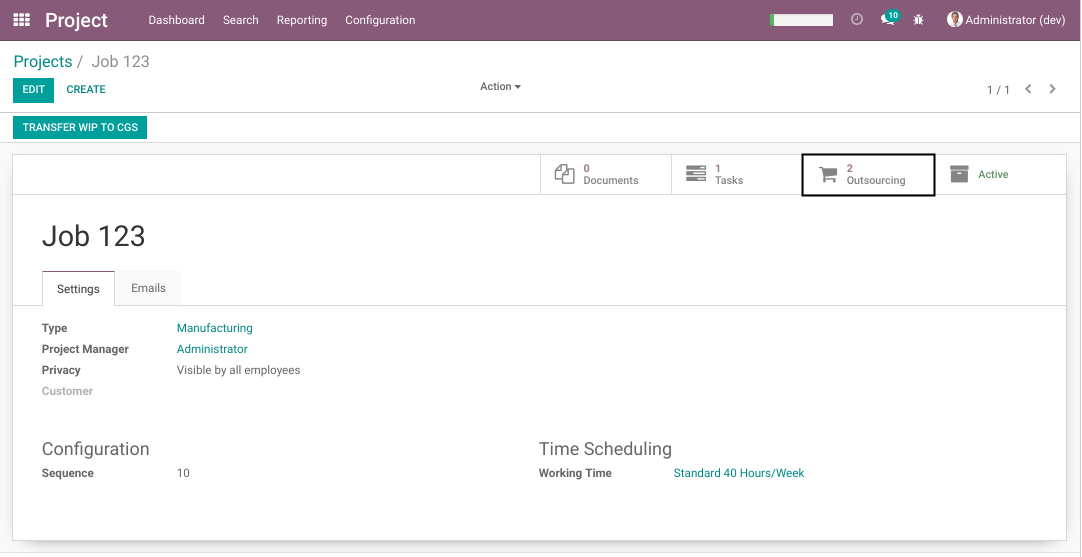 Project Dashboard Search Reporting Configuration 10 Administrator (dev)
Projects / Job 123
EDIT CREATE Action 1 / 1
TRANSFER WIP TO CGS
0 Documents 1 Tasks 2 Outsourcing Active
Job 123
Settings Emails
Type Manufacturing
Project Manager Administrator
Privacy Visible by all employees
Customer
Configuration Time Scheduling
Sequence 10 Working Time Standard 40 Hours/Week